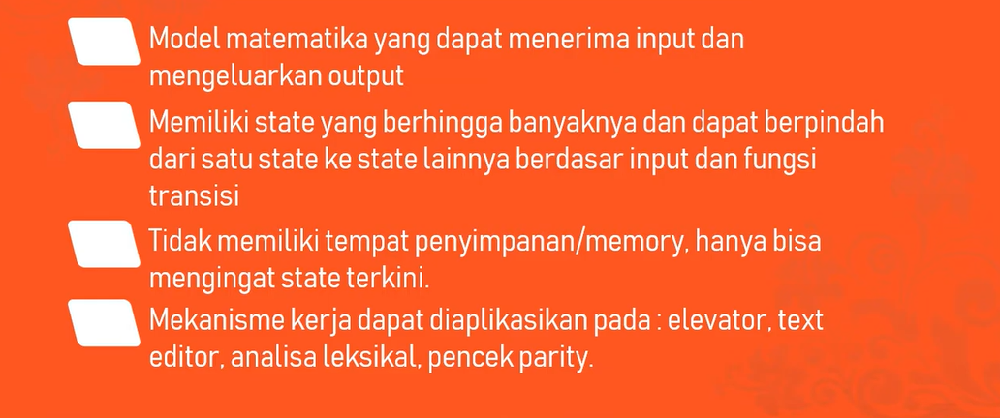 Model matematika yang dapat menerima input dan
mengeluarkan output
Memiliki state yang berhingga banyaknya dan dapat berpindah
dari satu state ke state lainnya berdasar input dan fungsi
transisi
Tidak memiliki tempat penyimpanan/memory, hanya bisa
mengingat state terkini.
Mekanisme kerja dapat diaplikasikan pada : elevator, text
editor, analisa leksikal, pencek parity.